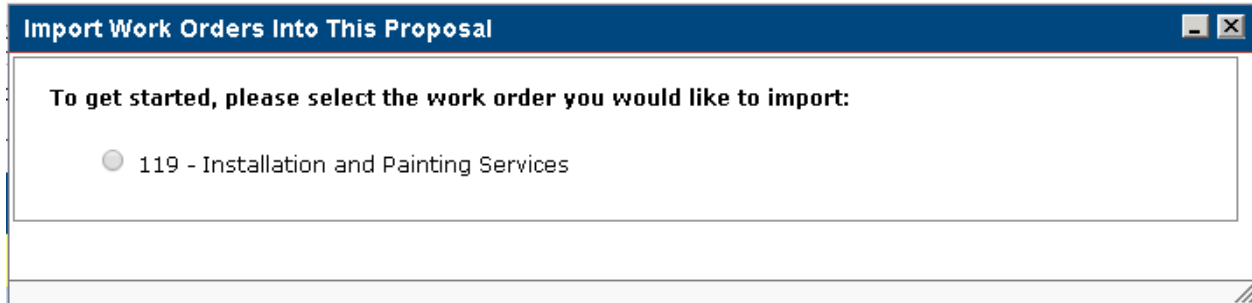 Import Work Orders Into This Proposal
To get started, please select the work order you would like to import:
119 - Installation and Painting Services